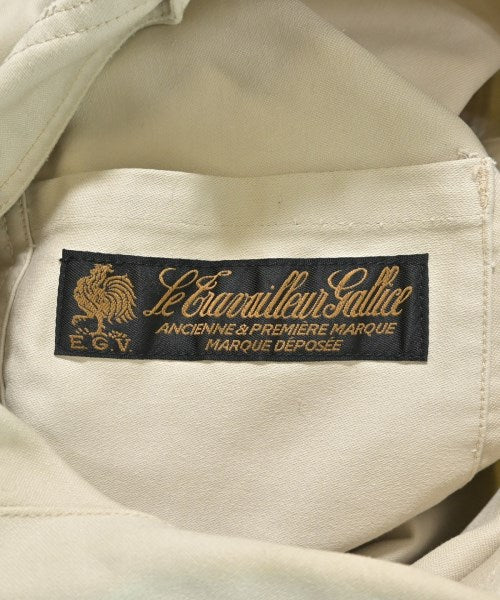 Le Travailleur Gallice
ANCIENNE & PREMIÈRE MARQUE
MARQUE DÉPOSÉE
E.G.V.